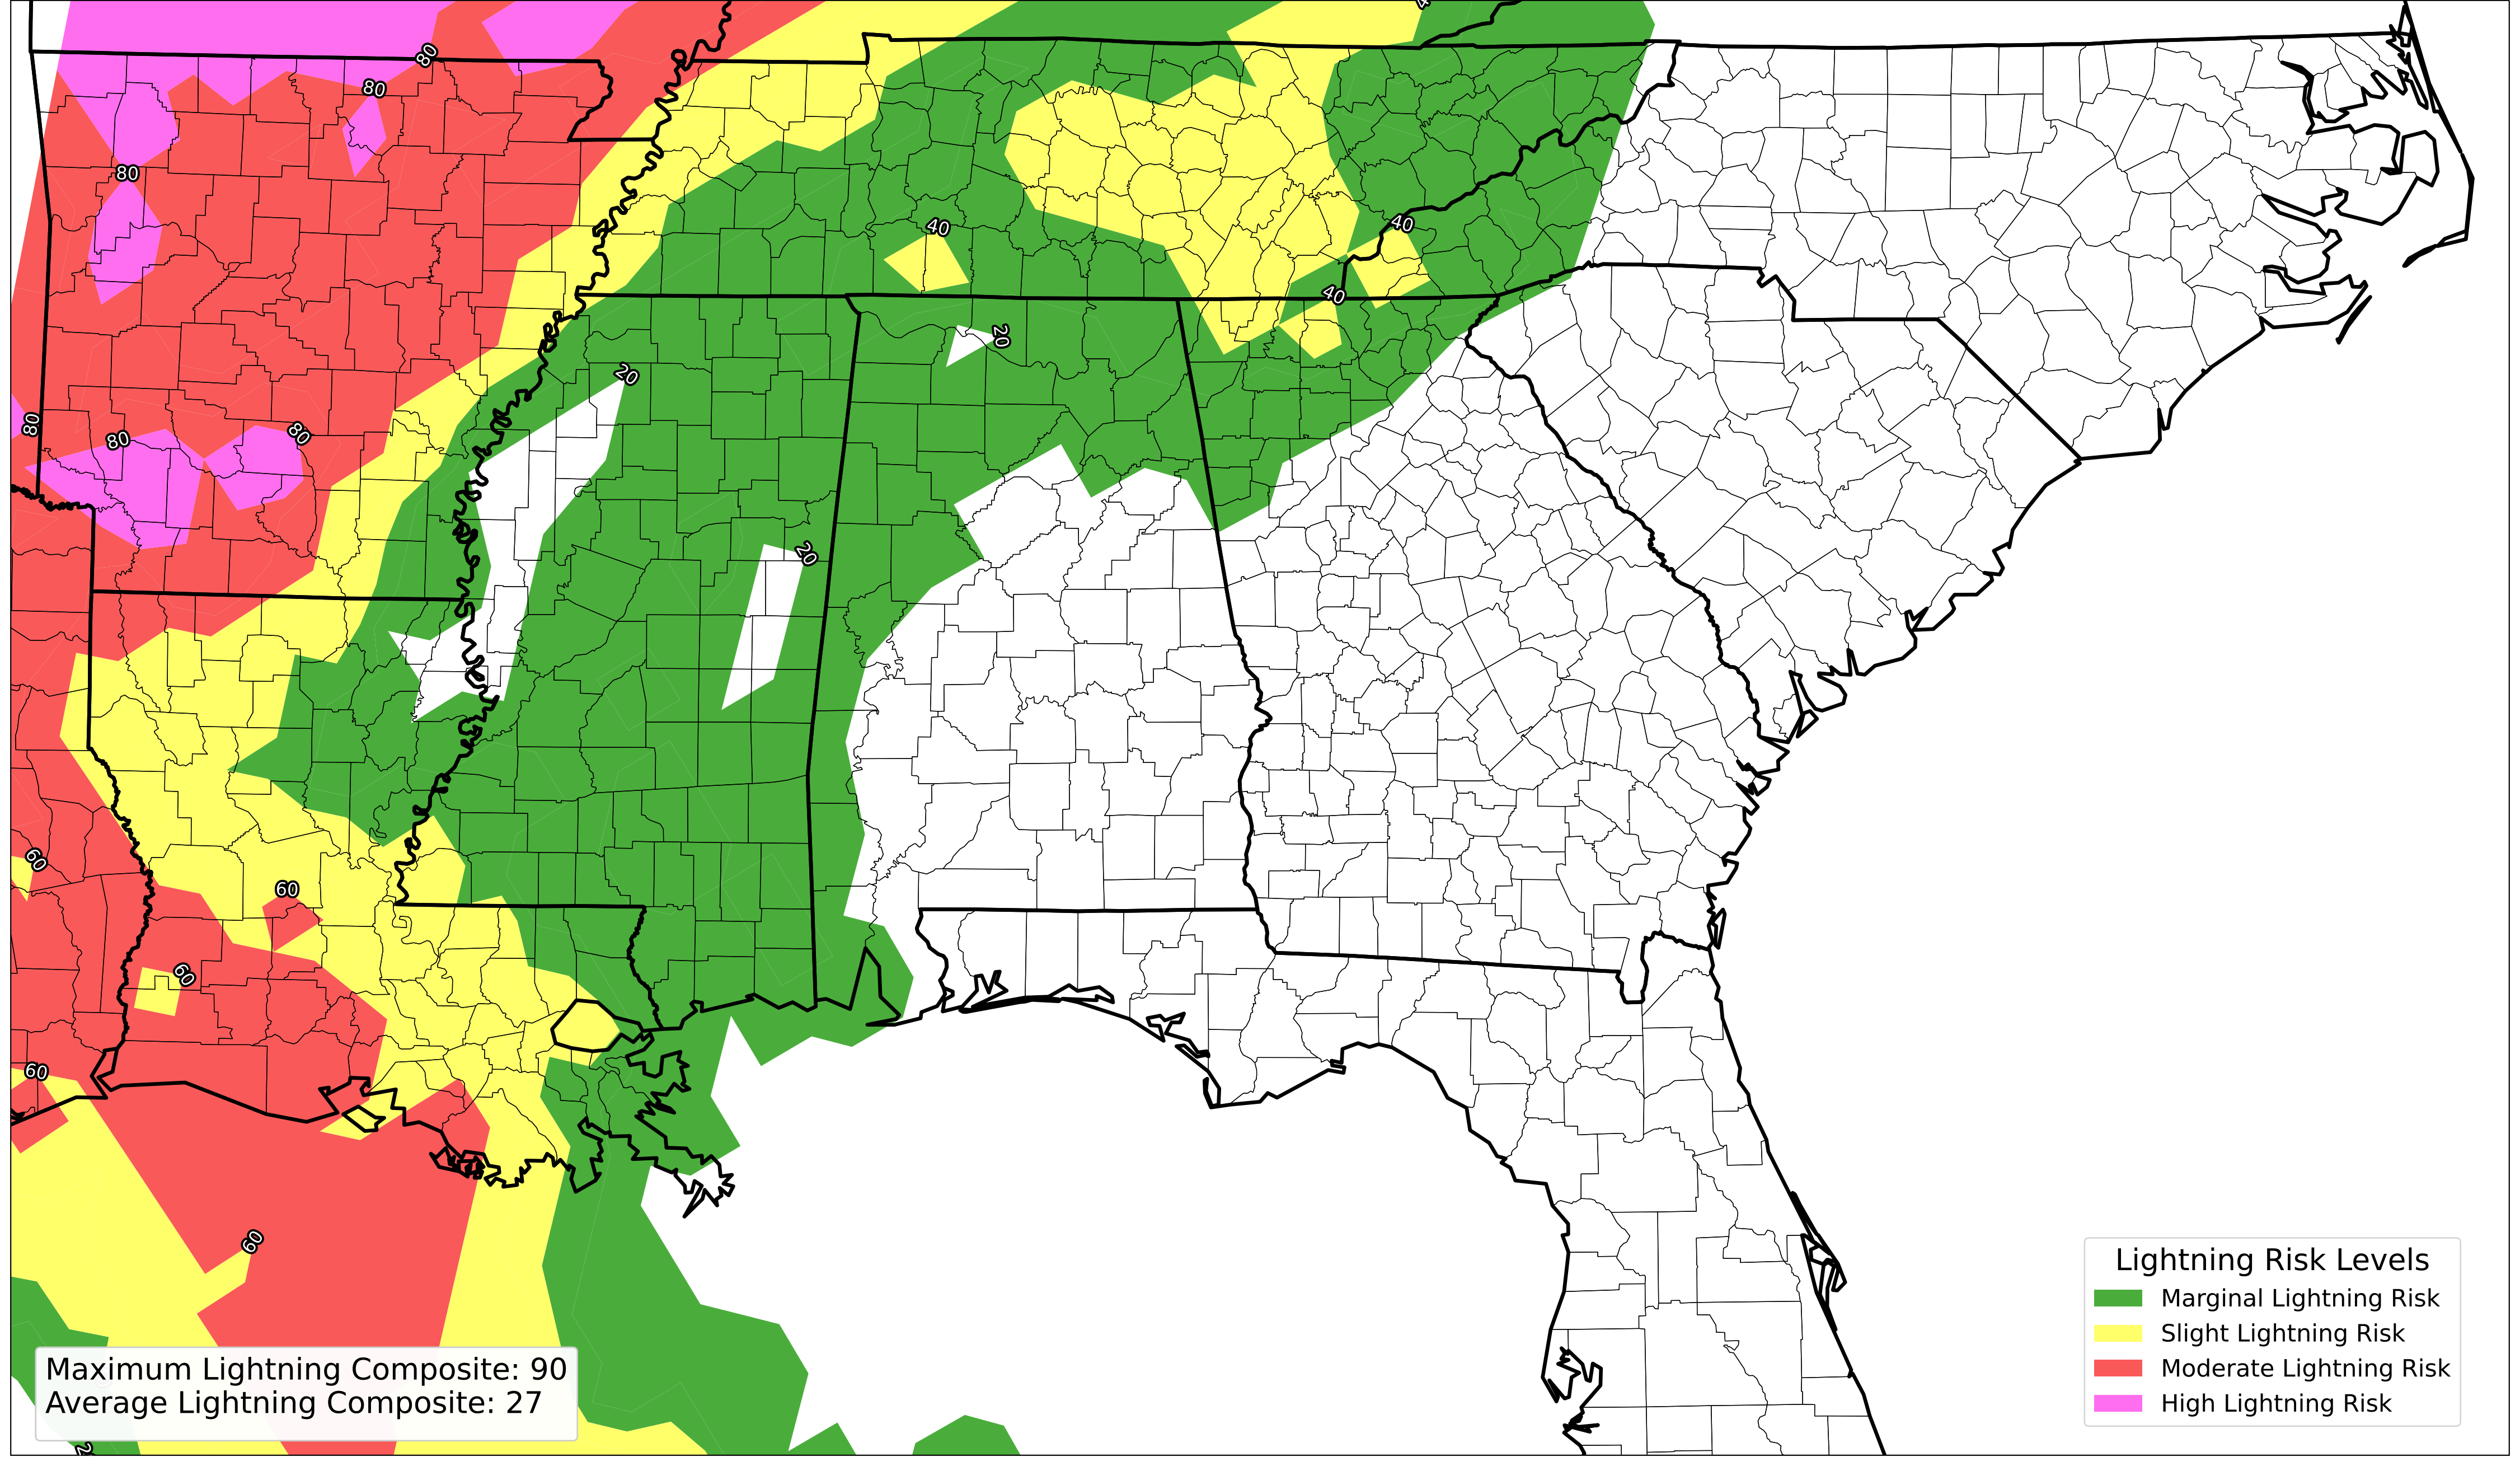 4
80
80
80
40
40
40
20
20
80
80
80
20
60
60
60
60
60
Lightning Risk Levels
Marginal Lightning Risk
Slight Lightning Risk
Moderate Lightning Risk
High Lightning Risk
Maximum Lightning Composite: 90
Average Lightning Composite: 27
2